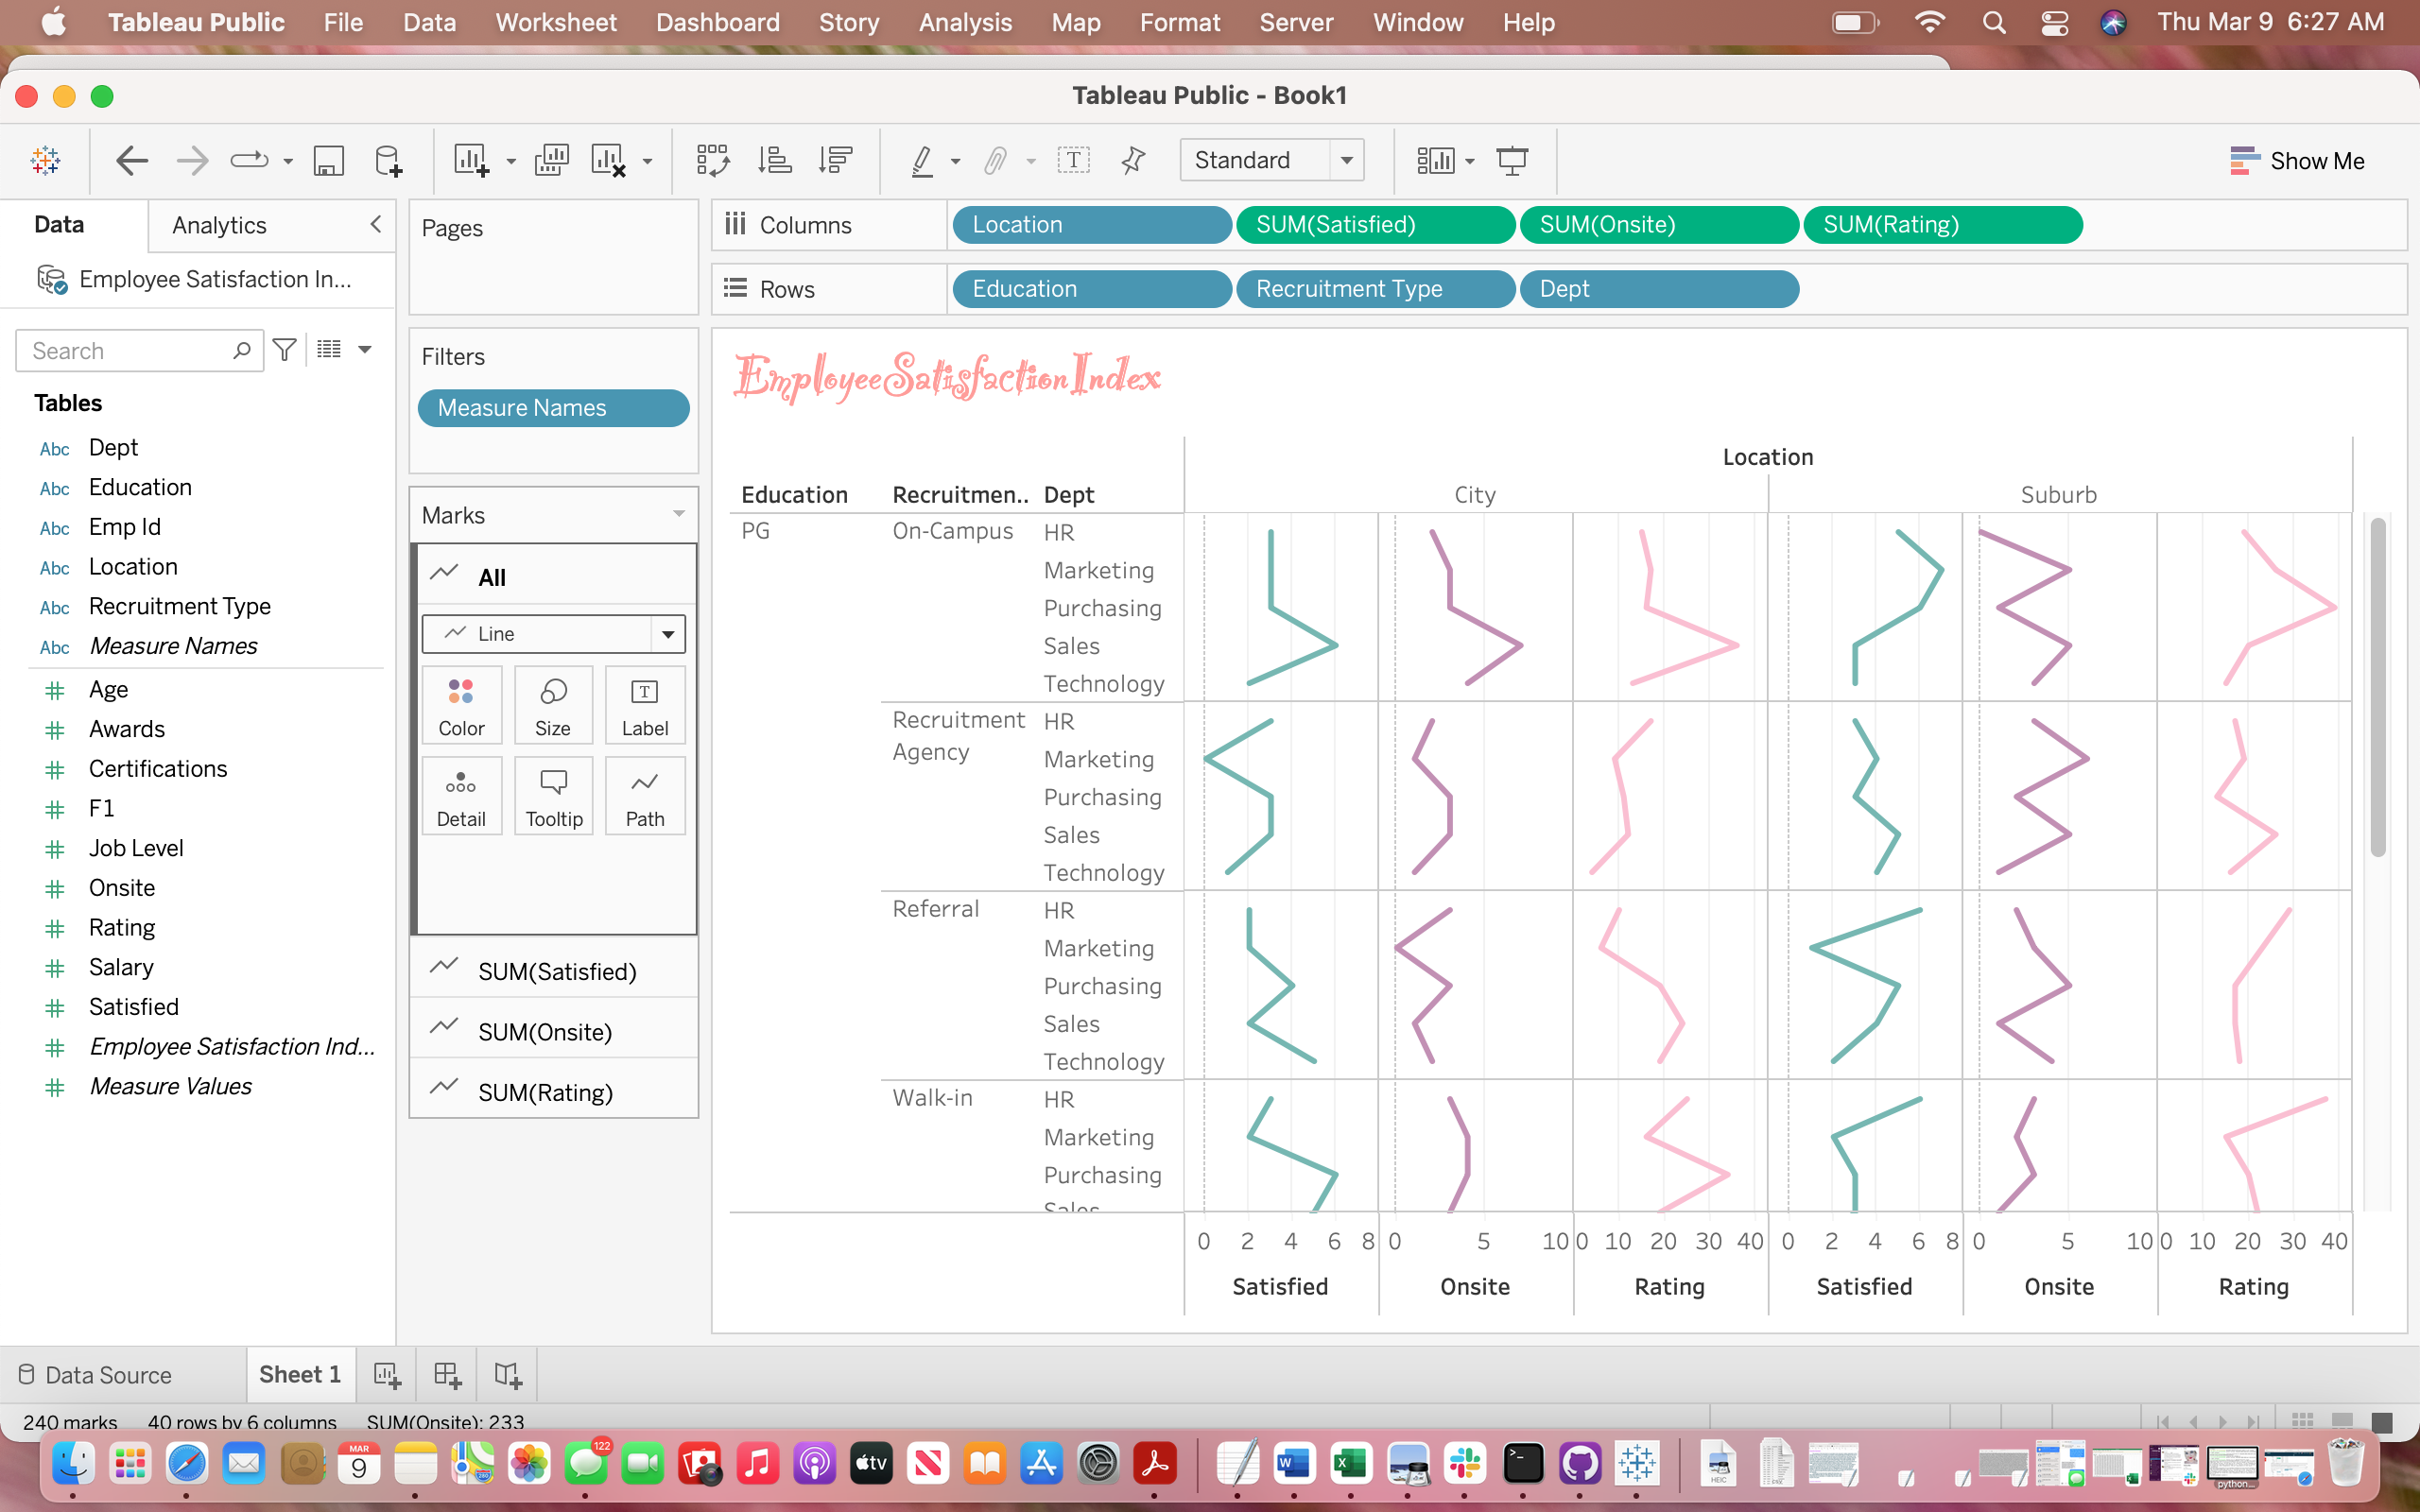 Tableau Public File Data Worksheet Dashboard Story Analysis Map Format Server Window Help Thu Mar 9 6:27 AM
Tableau Public - Book1
Standard Show Me
Data Analytics
Pages
Columns Location SUM(Satisfied) SUM(Onsite) SUM(Rating)
Employee Satisfaction In...
Rows Education Recruitment Type Dept
Search
Filters
Measure Names
EmployeeSatisfactionIndex
Tables
Abc Dept
Abc Education
Abc Emp Id
Abc Location
Abc Recruitment Type
Abc Measure Names
Age
Awards
Certifications
F1
Job Level
Onsite
Rating
Salary
Satisfied
Employee Satisfaction Ind...
Measure Values
Marks
All
Line
Color Size Label
Detail Tooltip Path
SUM(Satisfied)
SUM(Onsite)
SUM(Rating)
Location
Education Recruitmen.. Dept City Suburb
PG On-Campus HR
Marketing
Purchasing
Sales
Technology
Recruitment Agency HR
Marketing
Purchasing
Sales
Technology
Referral HR
Marketing
Purchasing
Sales
Technology
Walk-in HR
Marketing
Purchasing
Sales
0 2 4 6 8 0 5 10 0 10 20 30 40 0 2 4 6 8 0 5 10 0 10 20 30 40
Satisfied Onsite Rating Satisfied Onsite Rating
Data Source Sheet 1
240 marks 40 rows by 6 columns SUM(Onsite): 233
122
MAR
9
tv
HEIC
python...